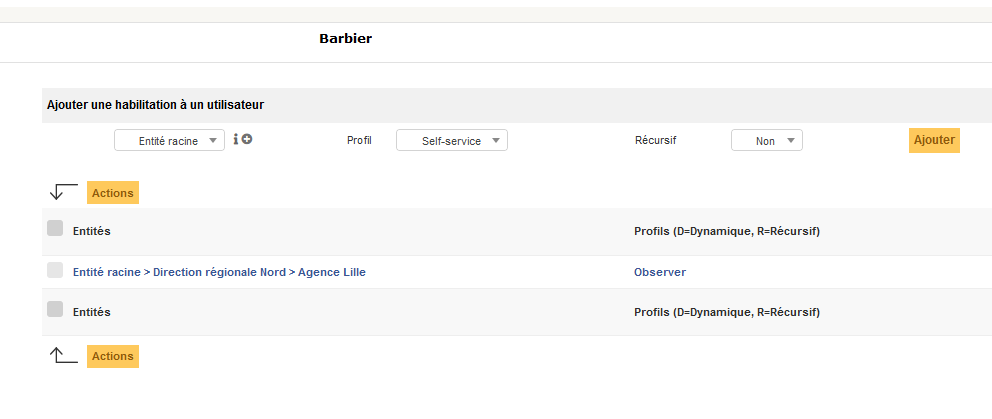 Barbier
Ajouter une habilitation à un utilisateur
Entité racine Profil Self-service Récursif Non Ajouter
Actions
Entités Profils (D=Dynamique, R=Récursif)
Entité racine > Direction régionale Nord > Agence Lille Observer
Entités Profils (D=Dynamique, R=Récursif)
Actions